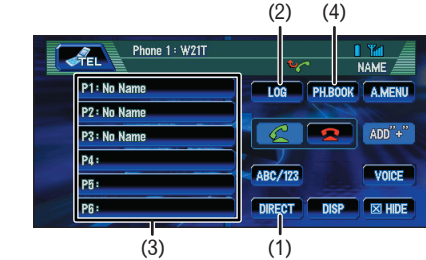 (2) (4)
TEL Phone 1 : W21T
NAME
P1: No Name LOG PH.BOOK A.MENU
P2: No Name
P3: No Name ADD"+"
P4:
P5: ABC/123 VOICE
P6: DIRECT DISP HIDE
(3) (1)